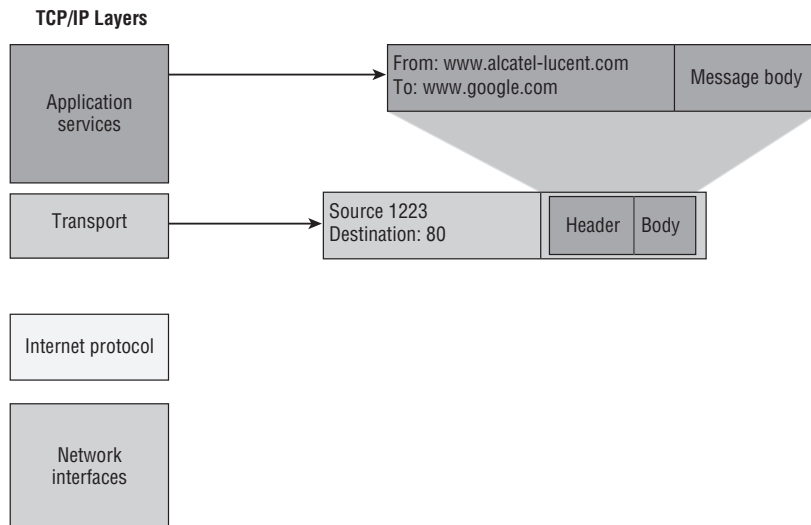 TCP/IP Layers
Application
services
From: www.alcatel-lucent.com
To: www.google.com
Message body
Transport
Source 1223
Destination: 80
Header
Body
Internet protocol
Network
interfaces